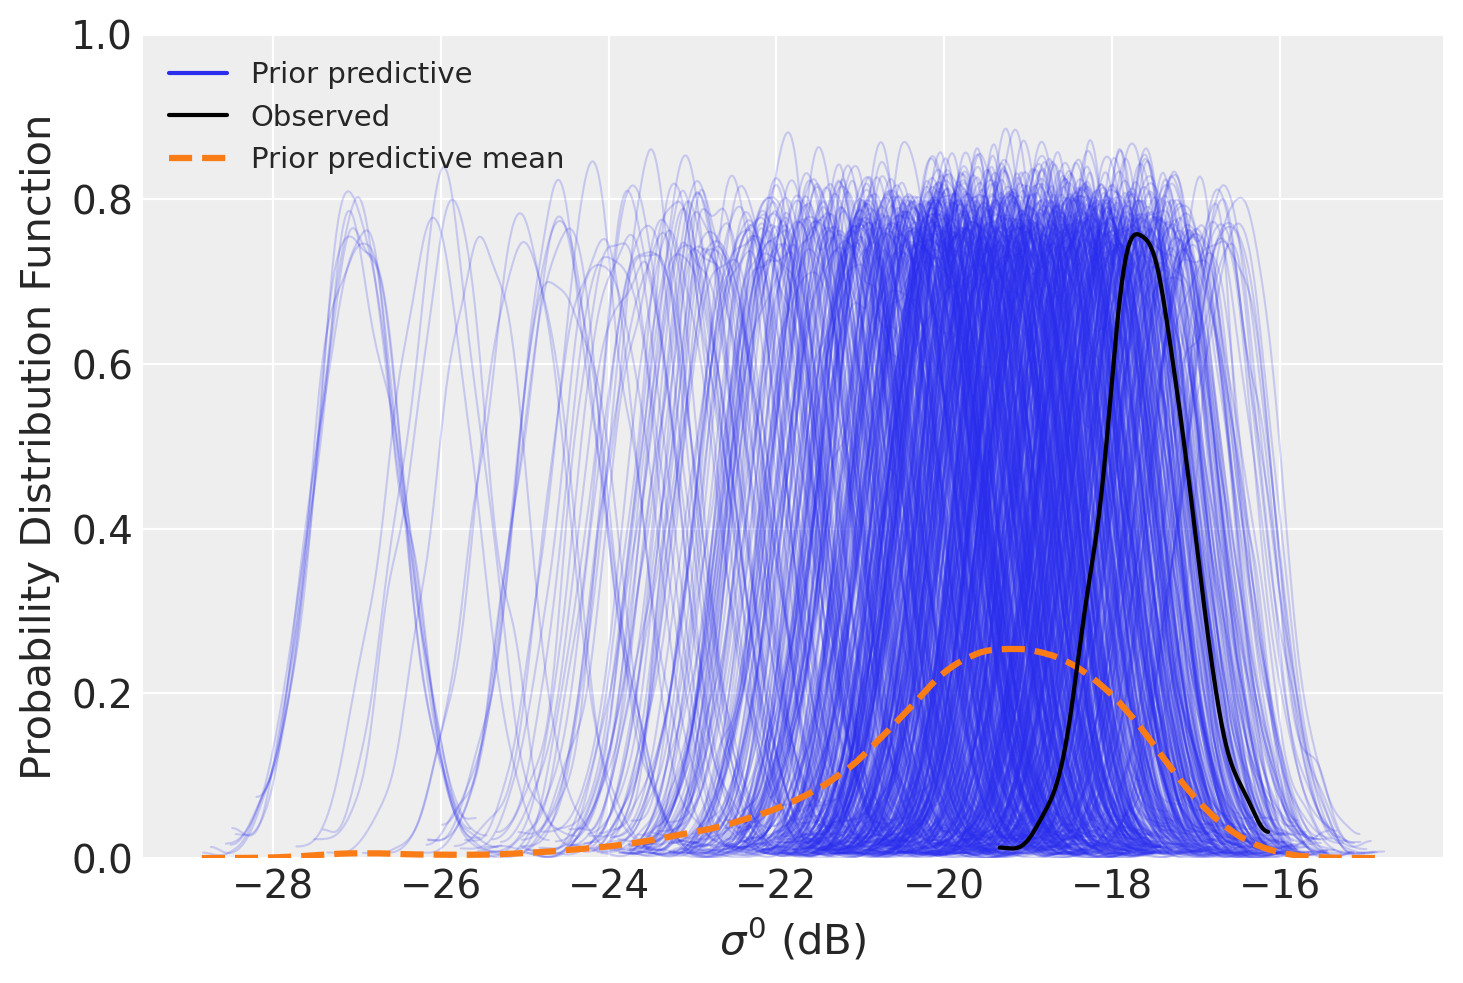 Probability Distribution Function
1.0
0.8
0.6
0.4
0.2
0.0
Prior predictive
Observed
Prior predictive mean
−28 −26 −24 −22 −20 −18 −16
σ⁰ (dB)